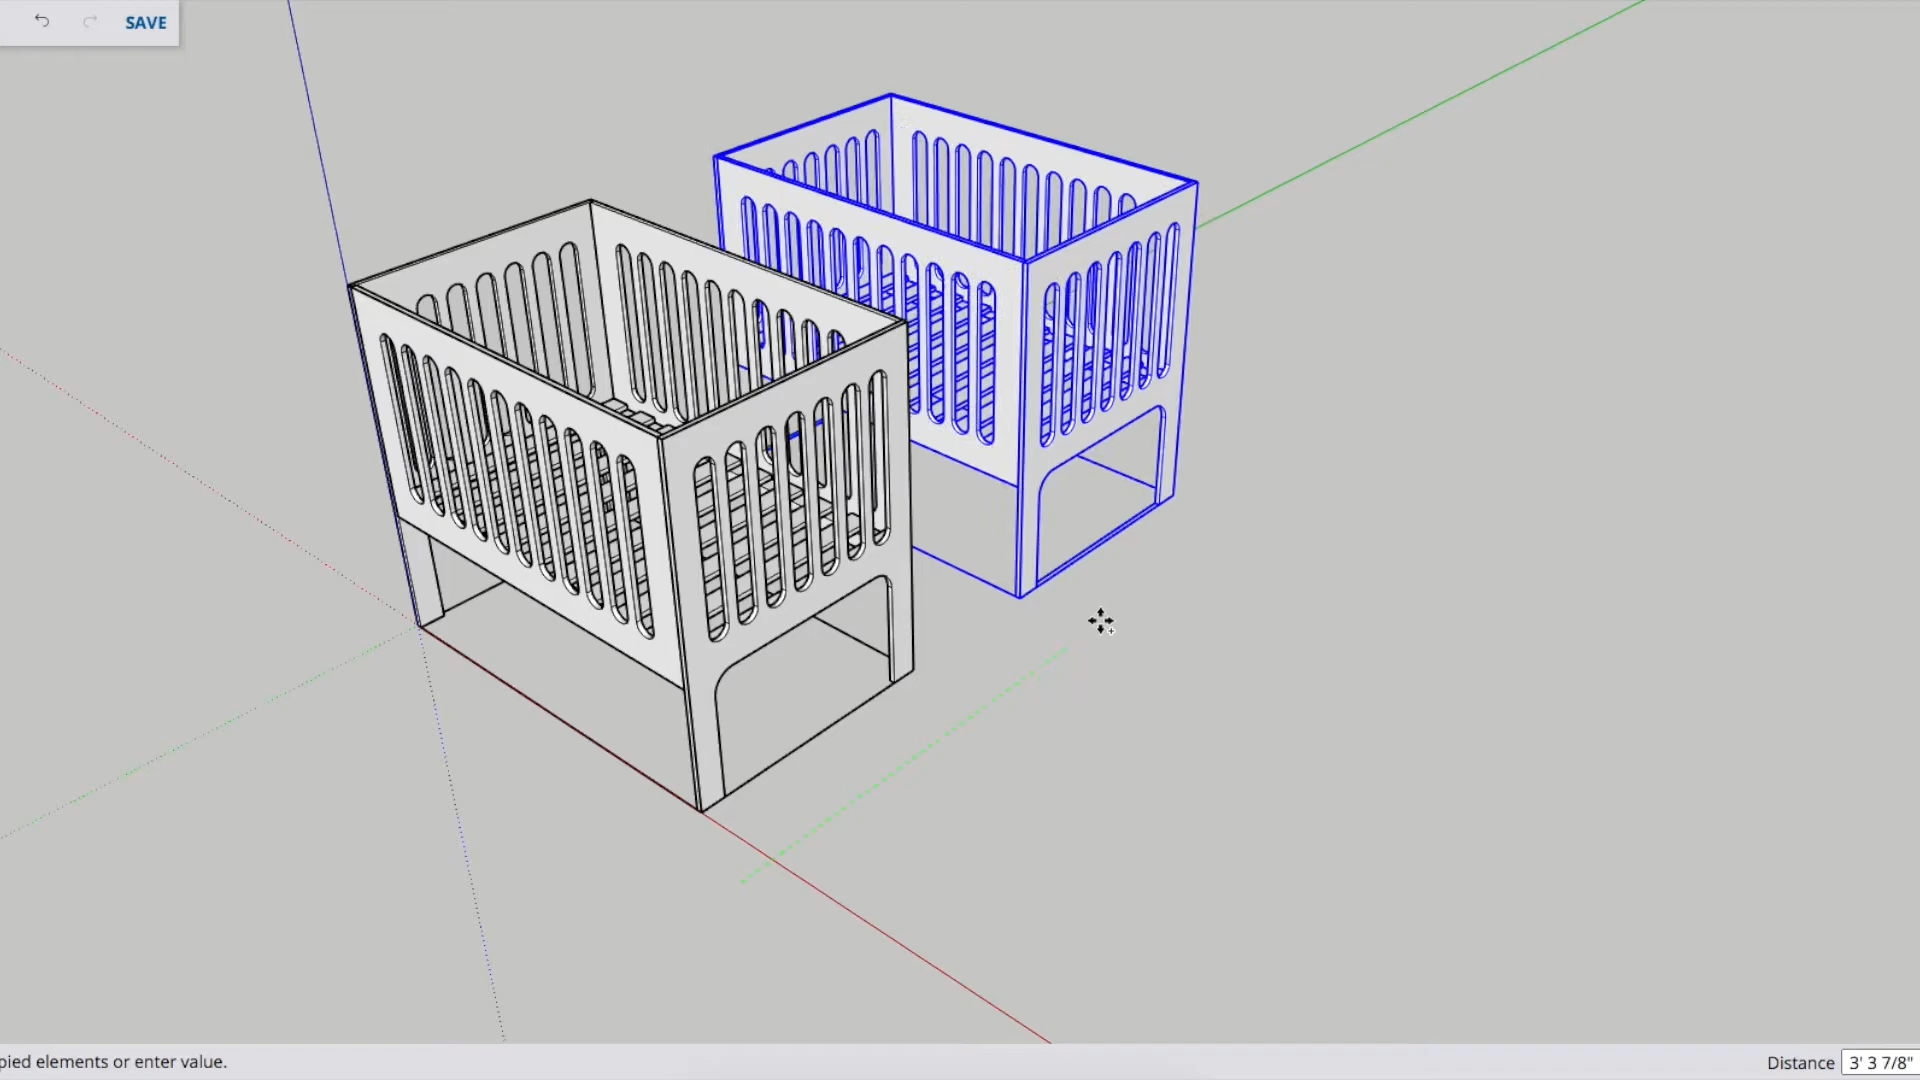 SAVE
pied elements or enter value.
Distance 3' 3 7/8"